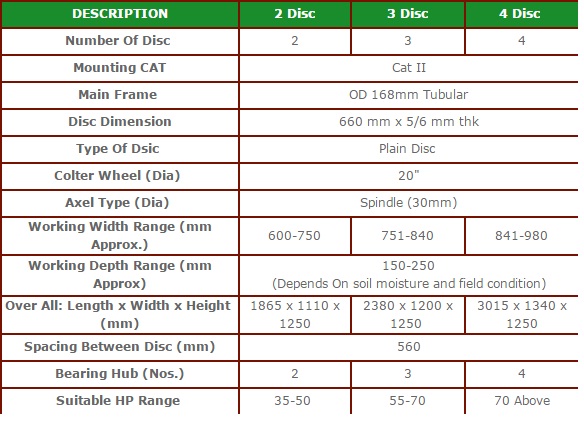 DESCRIPTION 2 Disc 3 Disc 4 Disc
Number Of Disc 2 3 4
Mounting CAT Cat II
Main Frame OD 168mm Tubular
Disc Dimension 660 mm x 5/6 mm thk
Type Of Dsic Plain Disc
Colter Wheel (Dia) 20"
Axel Type (Dia) Spindle (30mm)
Working Width Range (mm
Approx.) 600-750 751-840 841-980
Working Depth Range (mm
Approx) 150-250
(Depends On soil moisture and field condition)
Over All: Length x Width x Height
(mm) 1865 x 1110 x
1250 2380 x 1200 x
1250 3015 x 1340 x
1250
Spacing Between Disc (mm) 560
Bearing Hub (Nos.) 2 3 4
Suitable HP Range 35-50 55-70 70 Above